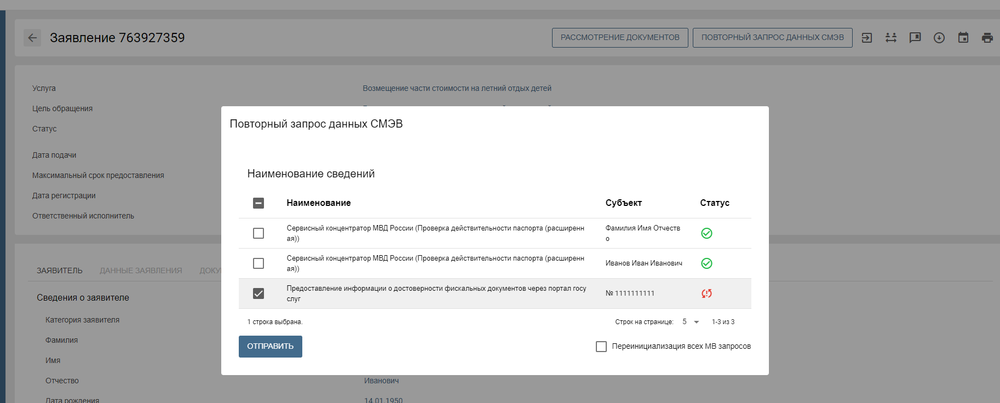 Заявление 763927359
РАССМОТРЕНИЕ ДОКУМЕНТОВ
ПОВТОРНЫЙ ЗАПРОС ДАННЫХ СМЭВ
Услуга
Возмещение части стоимости на летний отдых детей
Цель обращения
Статус
Дата подачи
Максимальный срок предоставления
Дата регистрации
Ответственный исполнитель
Повторный запрос данных СМЭВ
Наименование сведений
Наименование
Субъект
Статус
Сервисный концентратор МВД России (Проверка действительности паспорта (расширенн
ая))
Фамилия Имя Отчеств
о
Сервисный концентратор МВД России (Проверка действительности паспорта (расширенн
ая))
Иванов Иван Иванович
Предоставление информации о достоверности фискальных документов через портал госу
слуг
№ 1111111111
1 строка выбрана.
Строк на странице: 5
1-3 из 3
ОТПРАВИТЬ
Переинициализация всех МВ запросов
ЗАЯВИТЕЛЬ
ДАННЫЕ ЗАЯВЛЕНИЯ
Сведения о заявителе
Категория заявителя
Фамилия
Имя
Отчество
Иванович
Дата рождения
14.01.1950